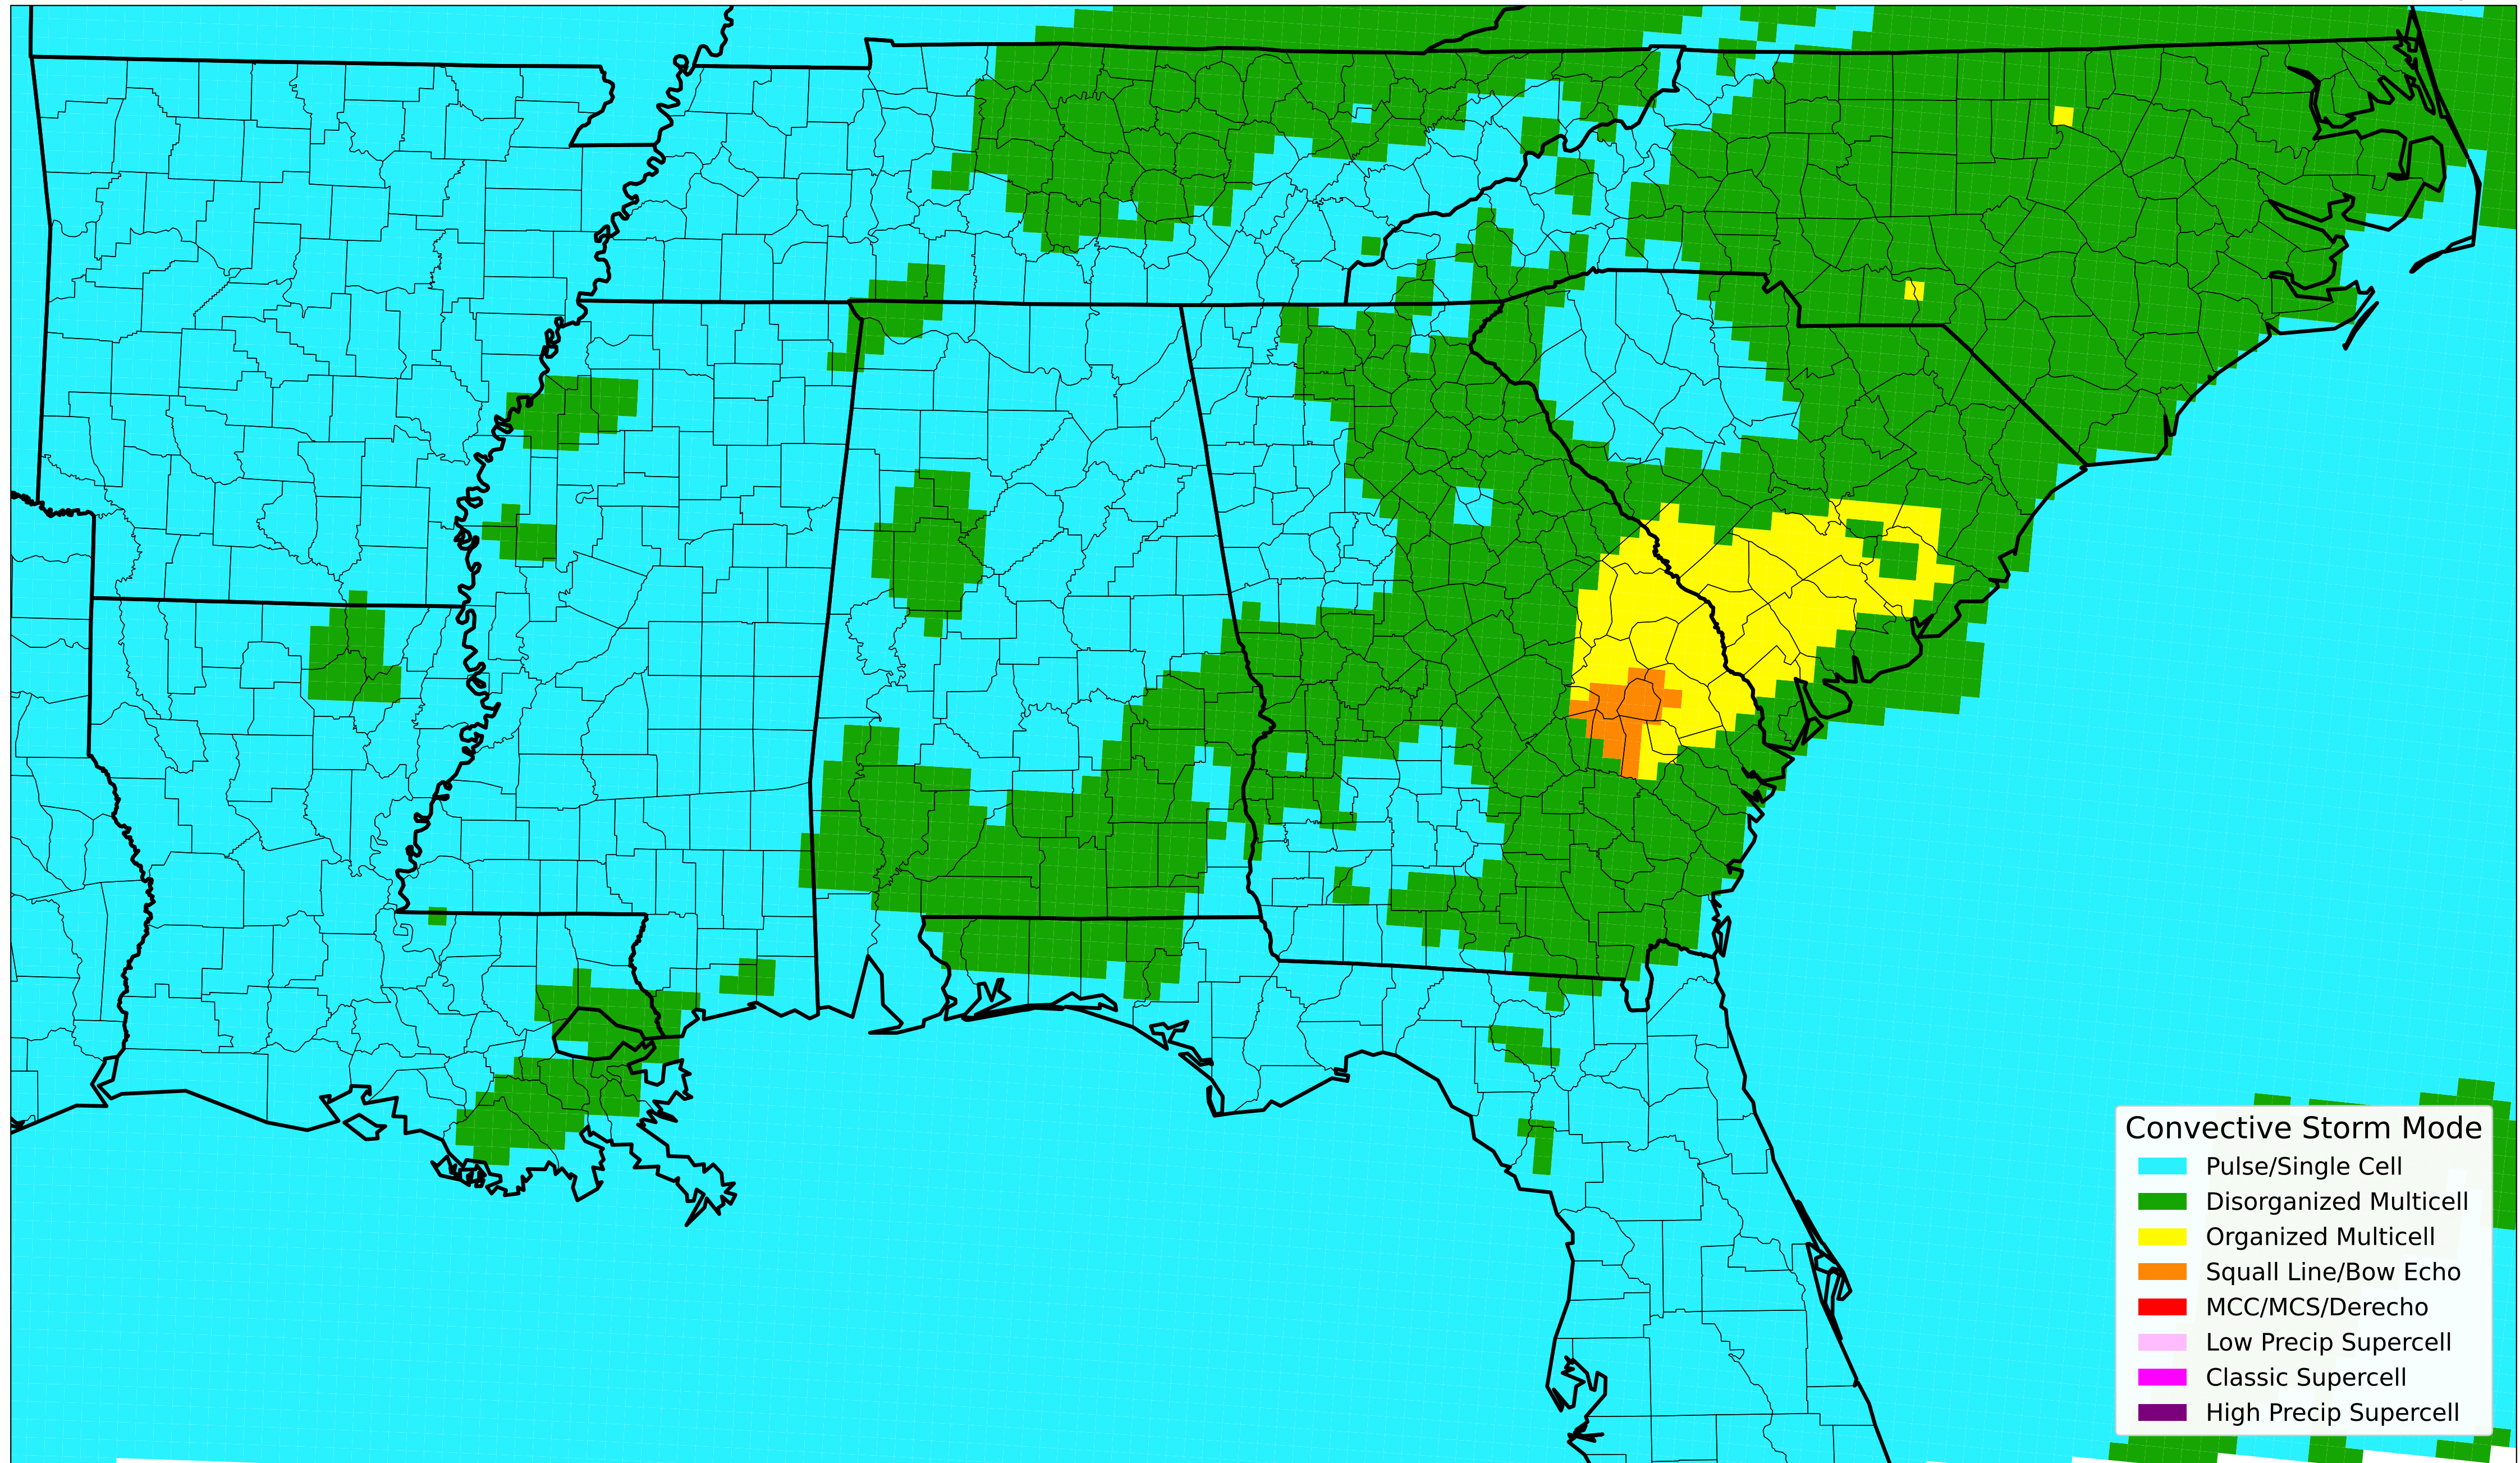 Convective Storm Mode
Pulse/Single Cell
Disorganized Multicell
Organized Multicell
Squall Line/Bow Echo
MCC/MCS/Derecho
Low Precip Supercell
Classic Supercell
High Precip Supercell